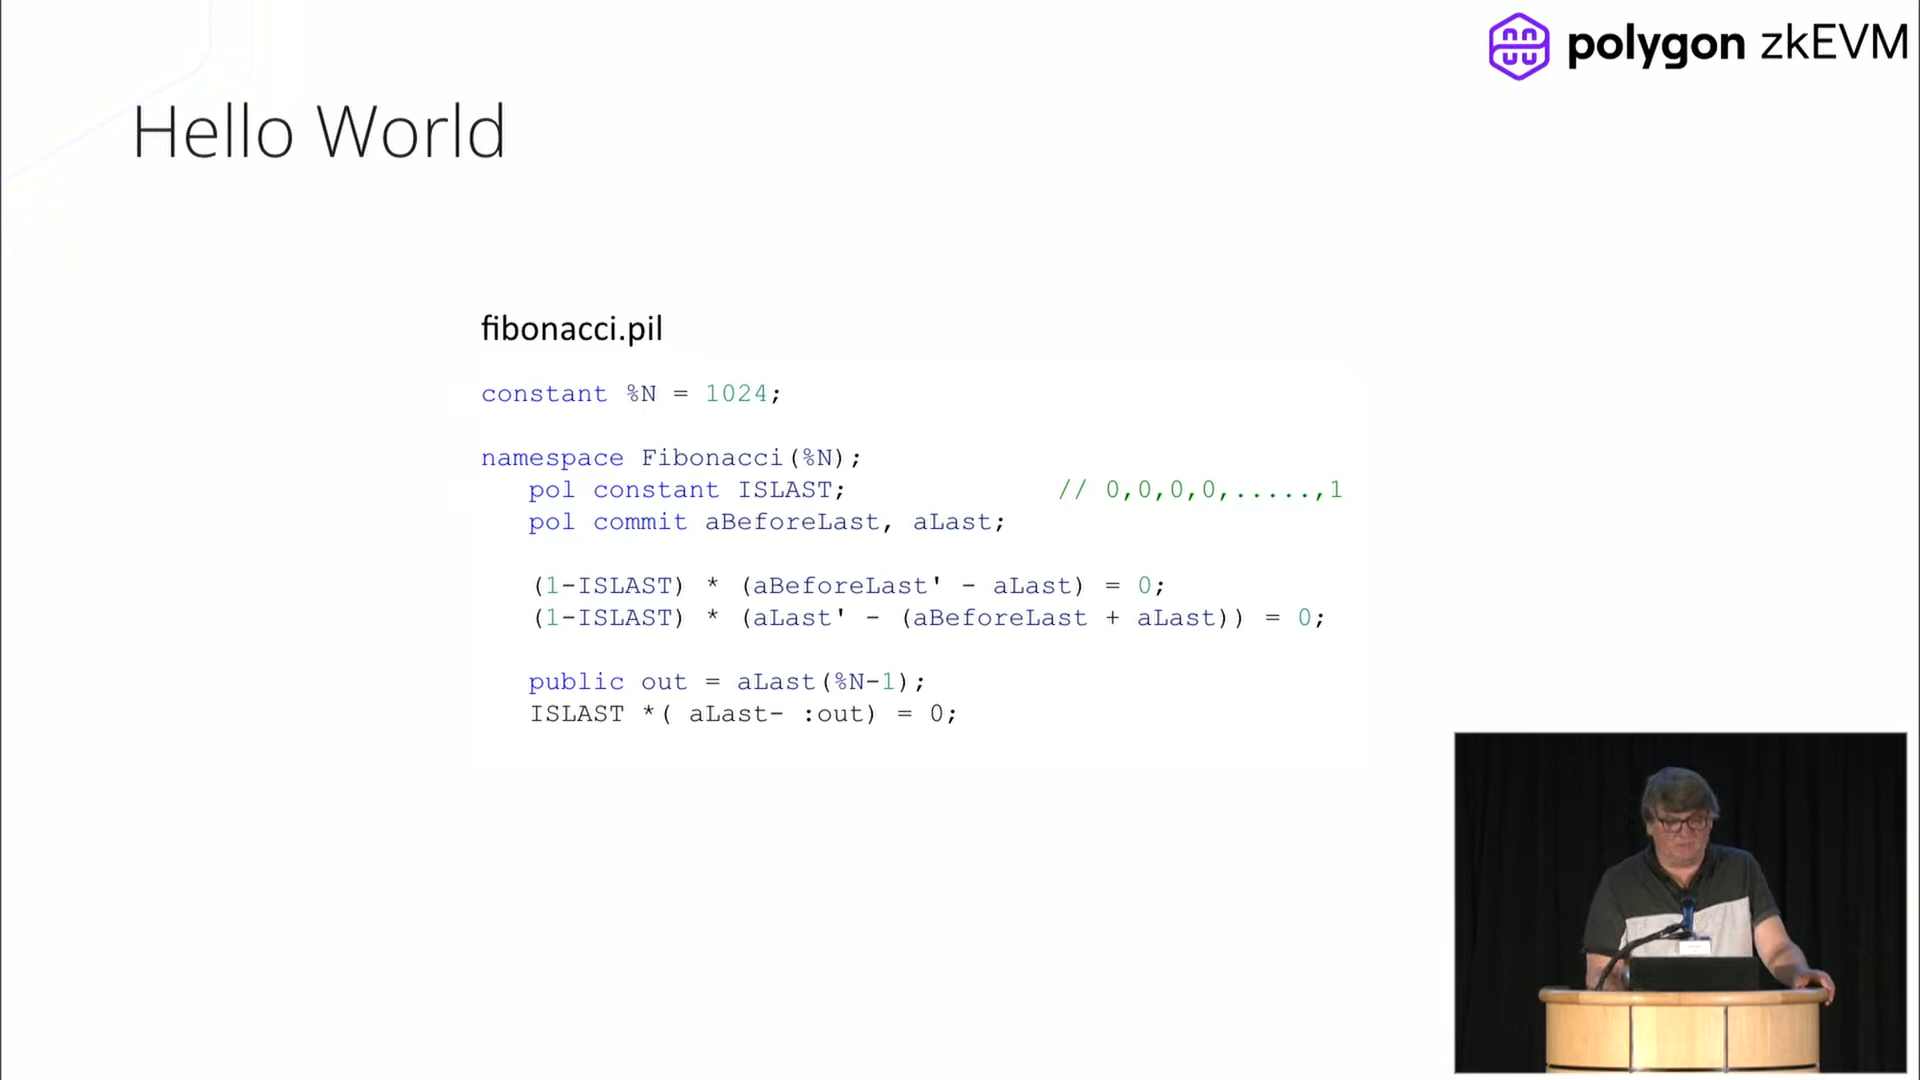 polygon zkEVM
Hello World
fibonacci.pil
constant %N = 1024;
namespace Fibonacci(%N);
pol constant ISLAST; // 0,0,0,0,.....,1
pol commit aBeforeLast, aLast;
(1-ISLAST) * (aBeforeLast' - aLast) = 0;
(1-ISLAST) * (aLast' - (aBeforeLast + aLast)) = 0;
public out = aLast(%N-1);
ISLAST *( aLast- :out) = 0;